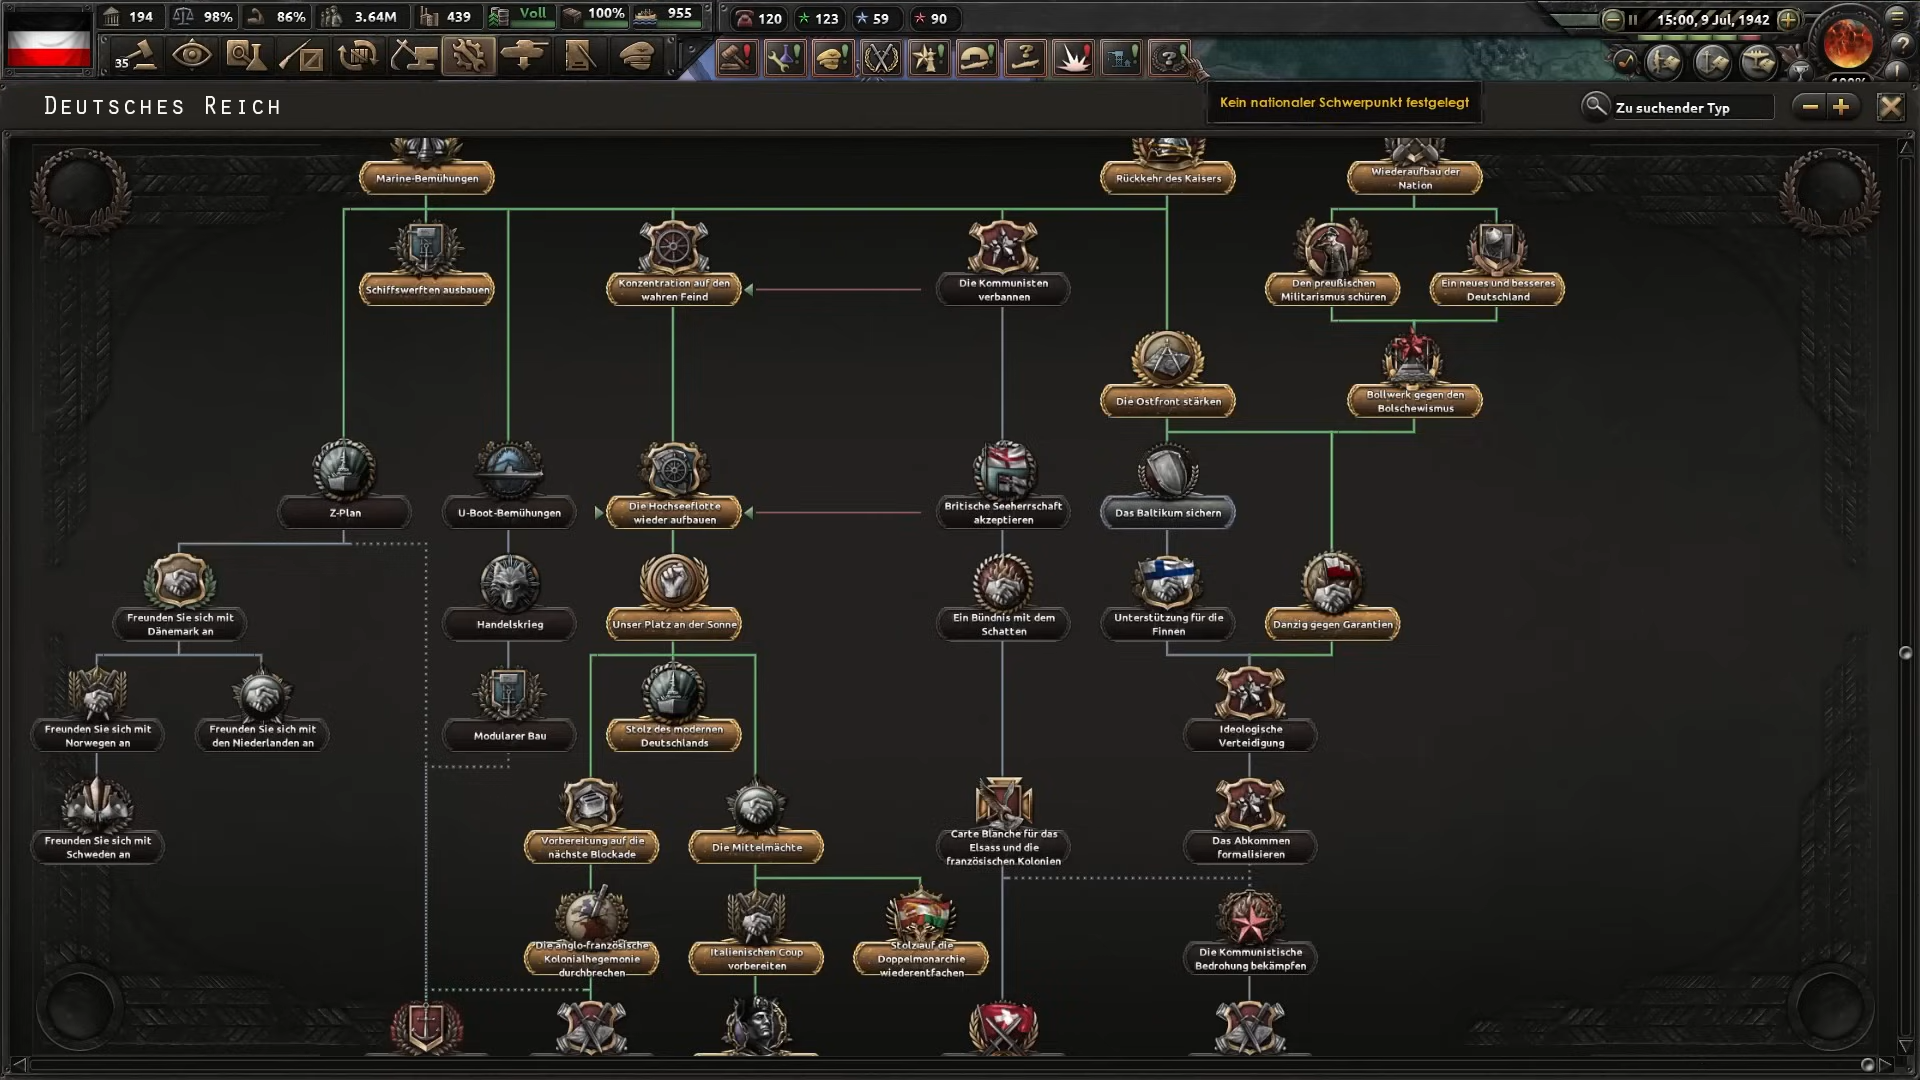 194
98%
86%
3.64M
439
Voll
100%
955
120
123
59
90
15:00, 9 Jul, 1942
35
100%
Deutsches Reich
Kein nationaler Schwerpunkt festgelegt
Zu suchender Typ
Marine-Bemühungen
Rückkehr des Kaisers
Wiederaufbau der
Nation
Schiffswerften ausbauen
Konzentration auf den
wahren Feind
Die Kommunisten
verbannen
Den preußischen
Militarismus schüren
Ein neues und besseres
Deutschland
Die Ostfront stärken
Bollwerk gegen den
Bolschewismus
Z-Plan
U-Boot-Bemühungen
Die Hochseeflotte
wieder aufbauen
Britische Seeherrschaft
akzeptieren
Das Baltikum sichern
Freunden Sie sich mit
Dänemark an
Handelskrieg
Unser Platz an der Sonne
Ein Bündnis mit dem
Schatten
Unterstützung für die
Finnen
Danzig gegen Garantien
Freunden Sie sich mit
Norwegen an
Freunden Sie sich mit
den Niederlanden an
Modularer Bau
Stolz des modernen
Deutschlands
Ideologische
Verteidigung
Freunden Sie sich mit
Schweden an
Vorbereitung auf die
nächste Blockade
Die Mittelmächte
Carte Blanche für das
Elsass und die
französischen Kolonien
Das Abkommen
formalisieren
Die anglo-französische
Kolonialhegemonie
durchbrechen
Italienischen Coup
vorbereiten
Stolz auf die
Doppelmonarchie
wiederentfachen
Die Kommunistische
Bedrohung bekämpfen